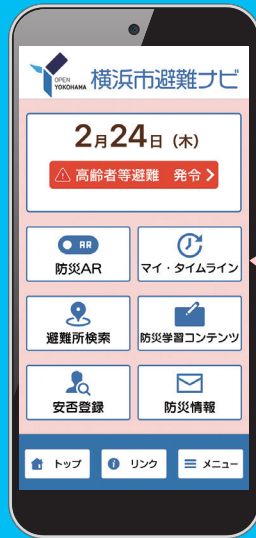 OPEN
YOKOHAMA
横浜市避難ナビ
2月24日（木）
高齢者等避難 発令
AR
防災AR
マイ・タイムライン
避難所検索
防災学習コンテンツ
安否登録
防災情報
トップ
リンク
メニュー